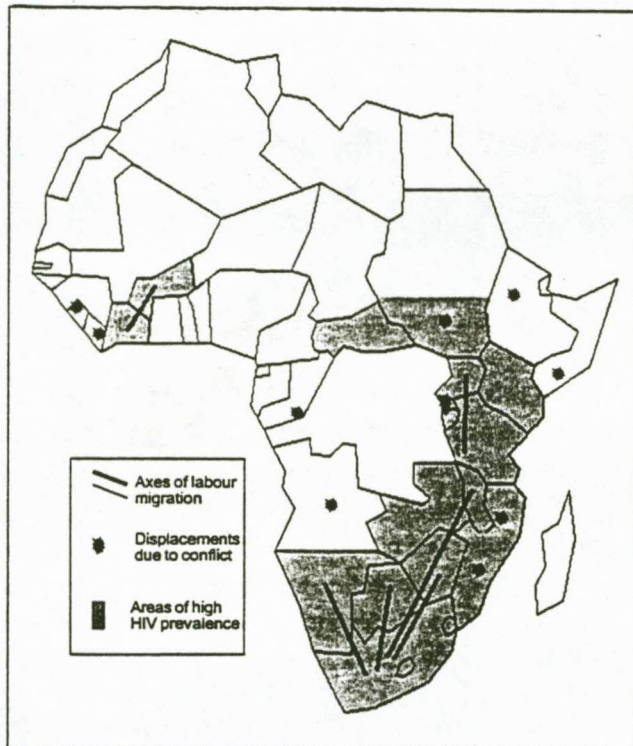 Axes of labour
migration
Displacements
due to conflict
Areas of high
HIV prevalence